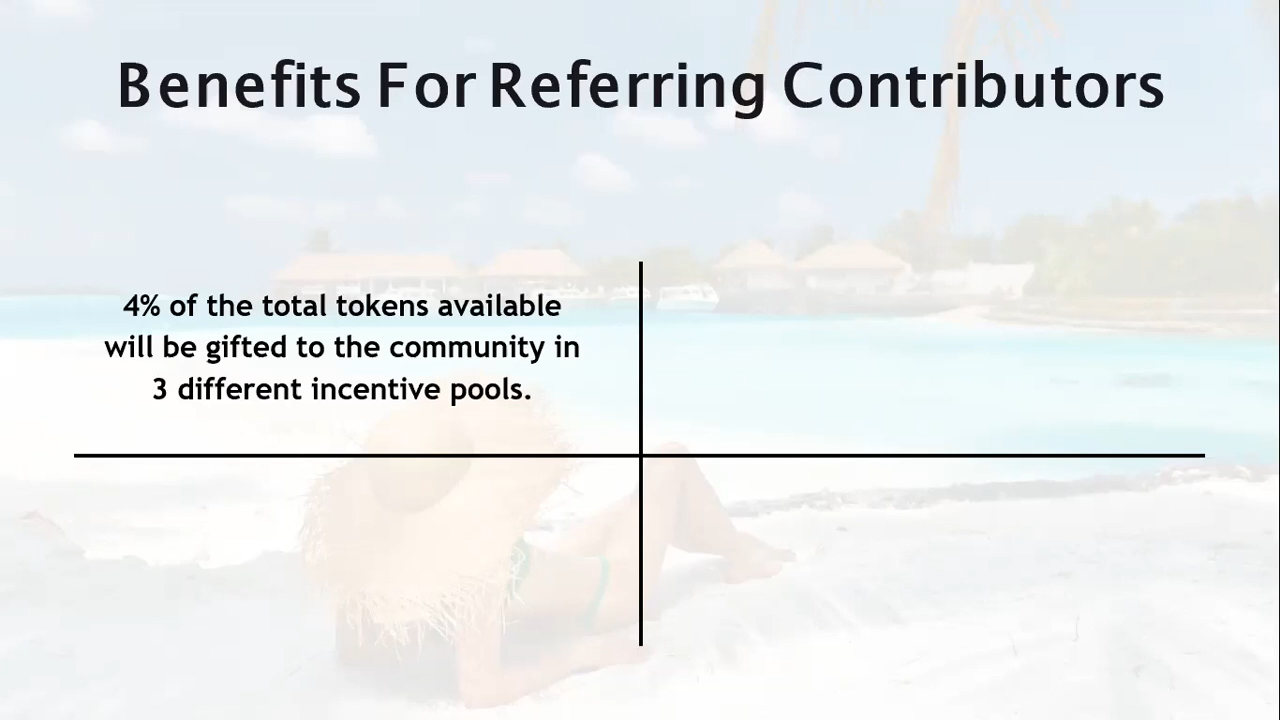 Benefits For Referring Contributors
4% of the total tokens available
will be gifted to the community in
3 different incentive pools.